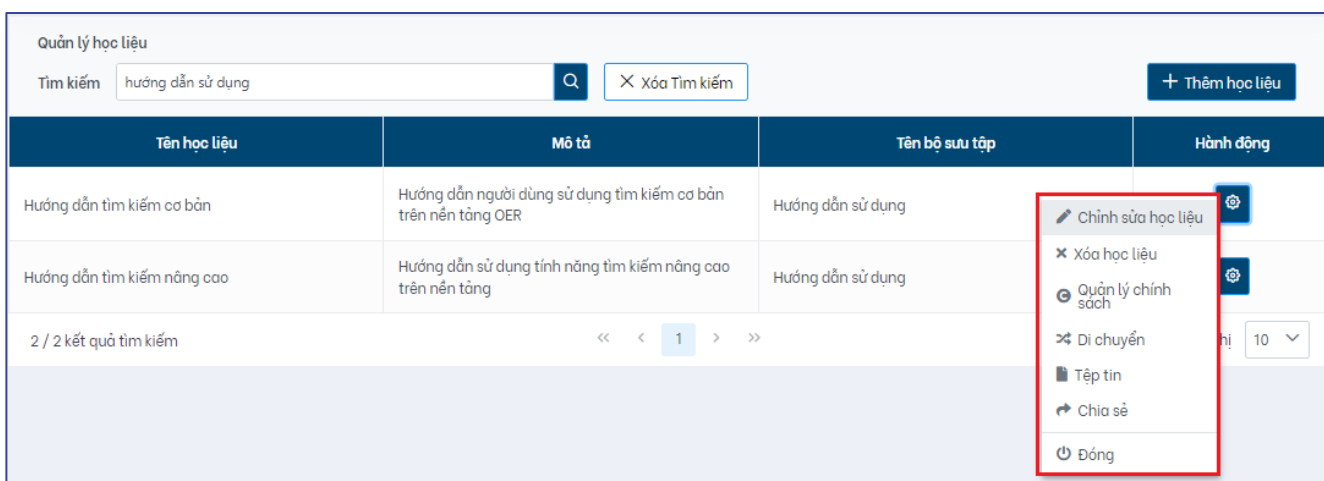 Quản lý học liệu
Tìm kiếm hướng dẫn sử dụng Xóa Tìm kiếm + Thêm học liệu
Tên học liệu Mô tả Tên bộ sưu tập Hành động
Hướng dẫn tìm kiếm cơ bản
Hướng dẫn người dùng sử dụng tìm kiếm cơ bản
trên nền tảng OER
Hướng dẫn sử dụng
Hướng dẫn tìm kiếm nâng cao
Hướng dẫn sử dụng tính năng tìm kiếm nâng cao
trên nền tảng
Hướng dẫn sử dụng
Chỉnh sửa học liệu
Xóa học liệu
Quản lý chính
sách
Di chuyển
Tệp tin
Chia sẻ
Đóng
2 / 2 kết quả tìm kiếm << < 1 > >> 10